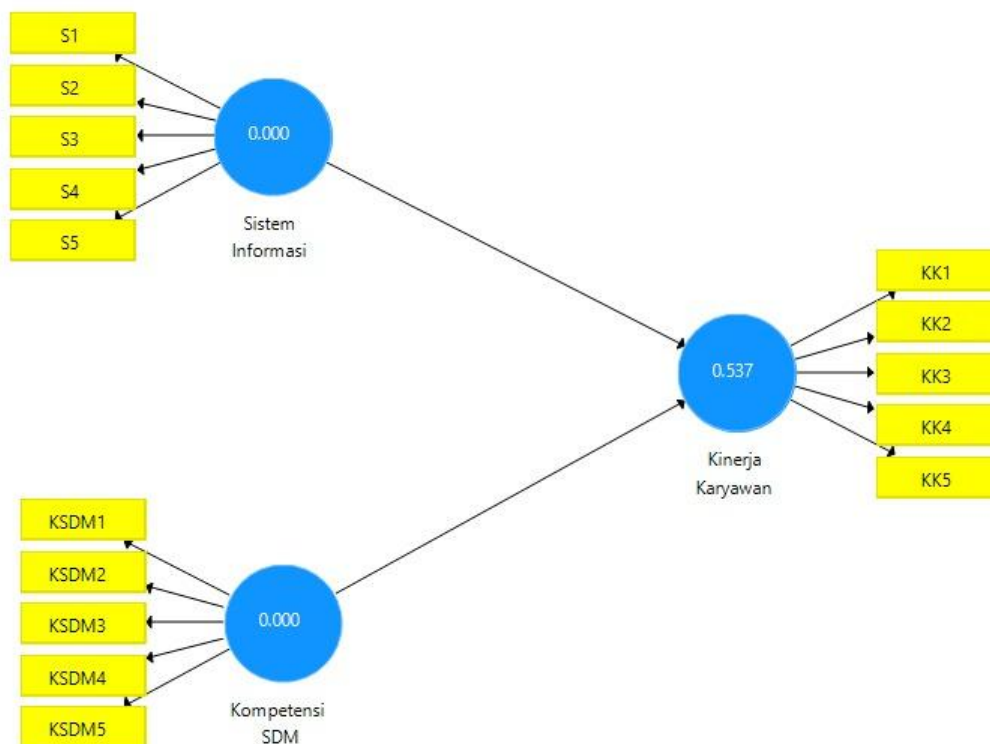 S1
S2
S3
S4
S5
0.000
Sistem
Informasi
KK1
KK2
KK3
KK4
KK5
0.537
Kinerja
Karyawan
KSDM1
KSDM2
KSDM3
KSDM4
KSDM5
0.000
Kompetensi
SDM